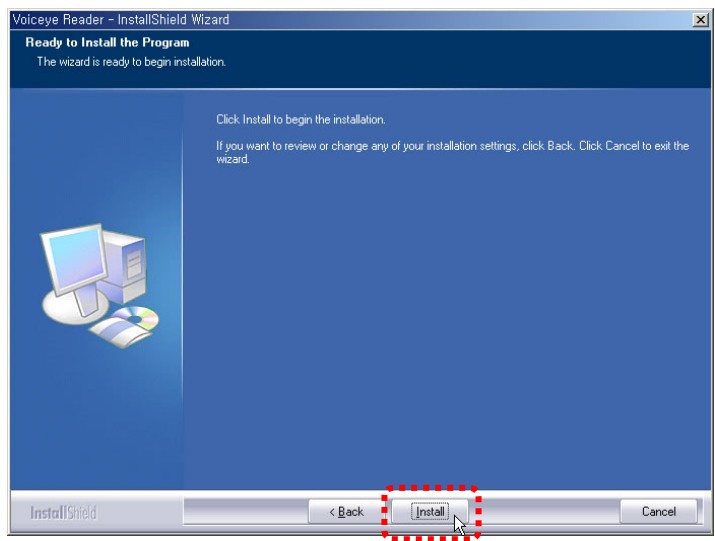 Voiceye Reader - InstallShield Wizard
Ready to Install the Program
The wizard is ready to begin installation.
Click Install to begin the installation.
If you want to review or change any of your installation settings, click Back. Click Cancel to exit the
wizard.
InstallShield
< Back
Install
Cancel